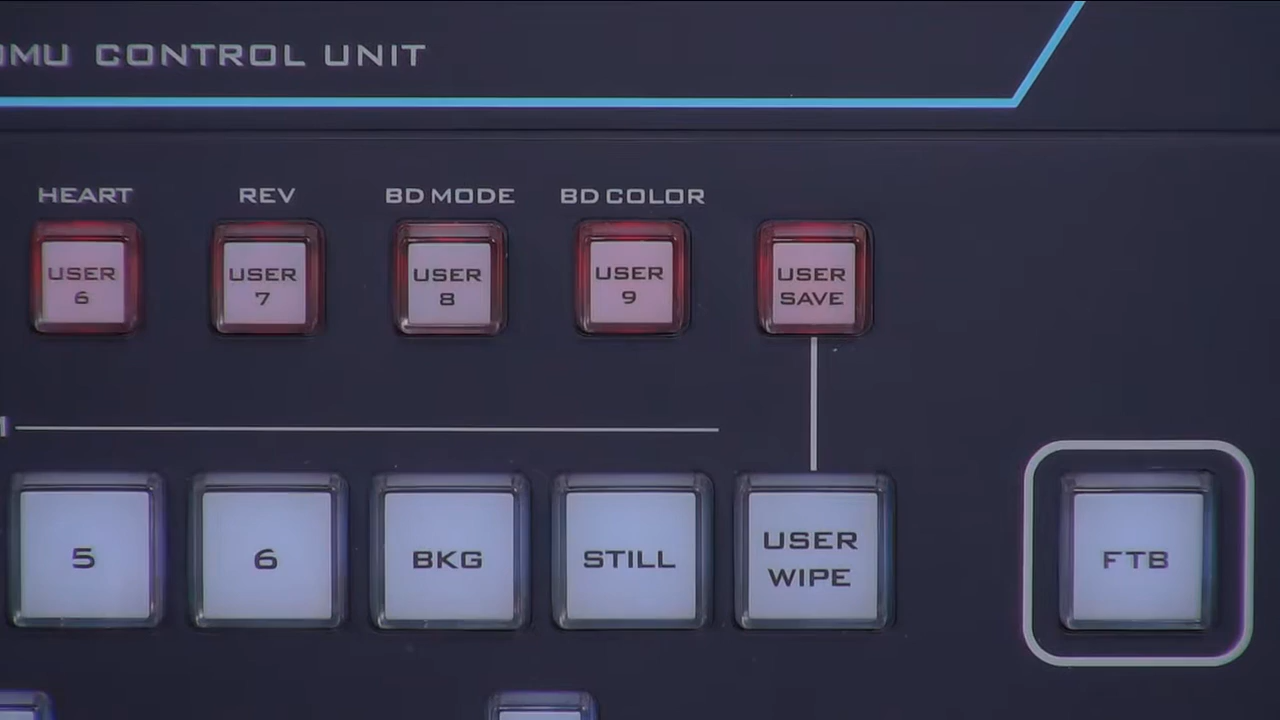 CONTROL UNIT
HEART REV BD MODE BD COLOR
USER 6
USER 7
USER 8
USER 9
USER SAVE
5
6
BKG
STILL
USER WIPE
FTB